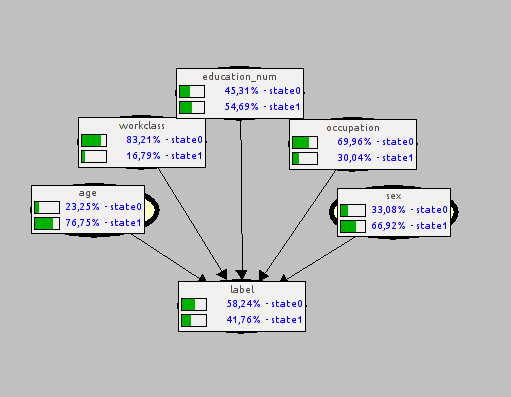 education_num
45,31% - state0
54,69% - state1
workclass
83,21% - state0
16,79% - state1
occupation
69,96% - state0
30,04% - state1
age
23,25% - state0
76,75% - state1
sex
33,08% - state0
66,92% - state1
label
58,24% - state0
41,76% - state1